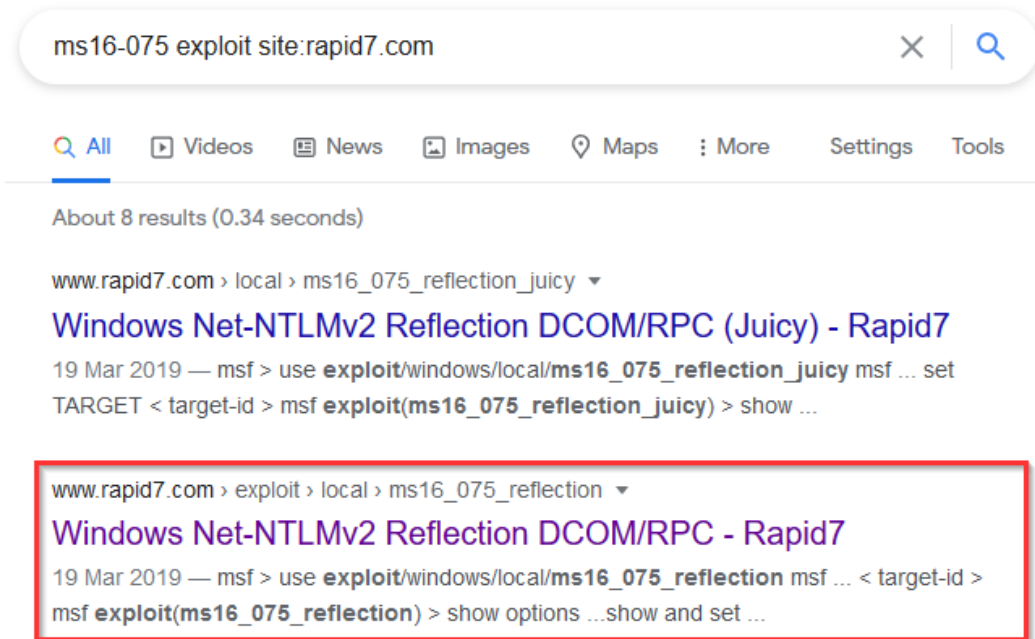 ms16-075 exploit site:rapid7.com
All Videos News Images Maps More Settings Tools
About 8 results (0.34 seconds)
www.rapid7.com › local › ms16_075_reflection_juicy
Windows Net-NTLMv2 Reflection DCOM/RPC (Juicy) - Rapid7
19 Mar 2019 — msf > use exploit/windows/local/ms16_075_reflection_juicy msf ... set
TARGET < target-id > msf exploit(ms16_075_reflection_juicy) > show ...
www.rapid7.com › exploit › local › ms16_075_reflection
Windows Net-NTLMv2 Reflection DCOM/RPC - Rapid7
19 Mar 2019 — msf > use exploit/windows/local/ms16_075_reflection msf ... < target-id >
msf exploit(ms16_075_reflection) > show options ...show and set ...